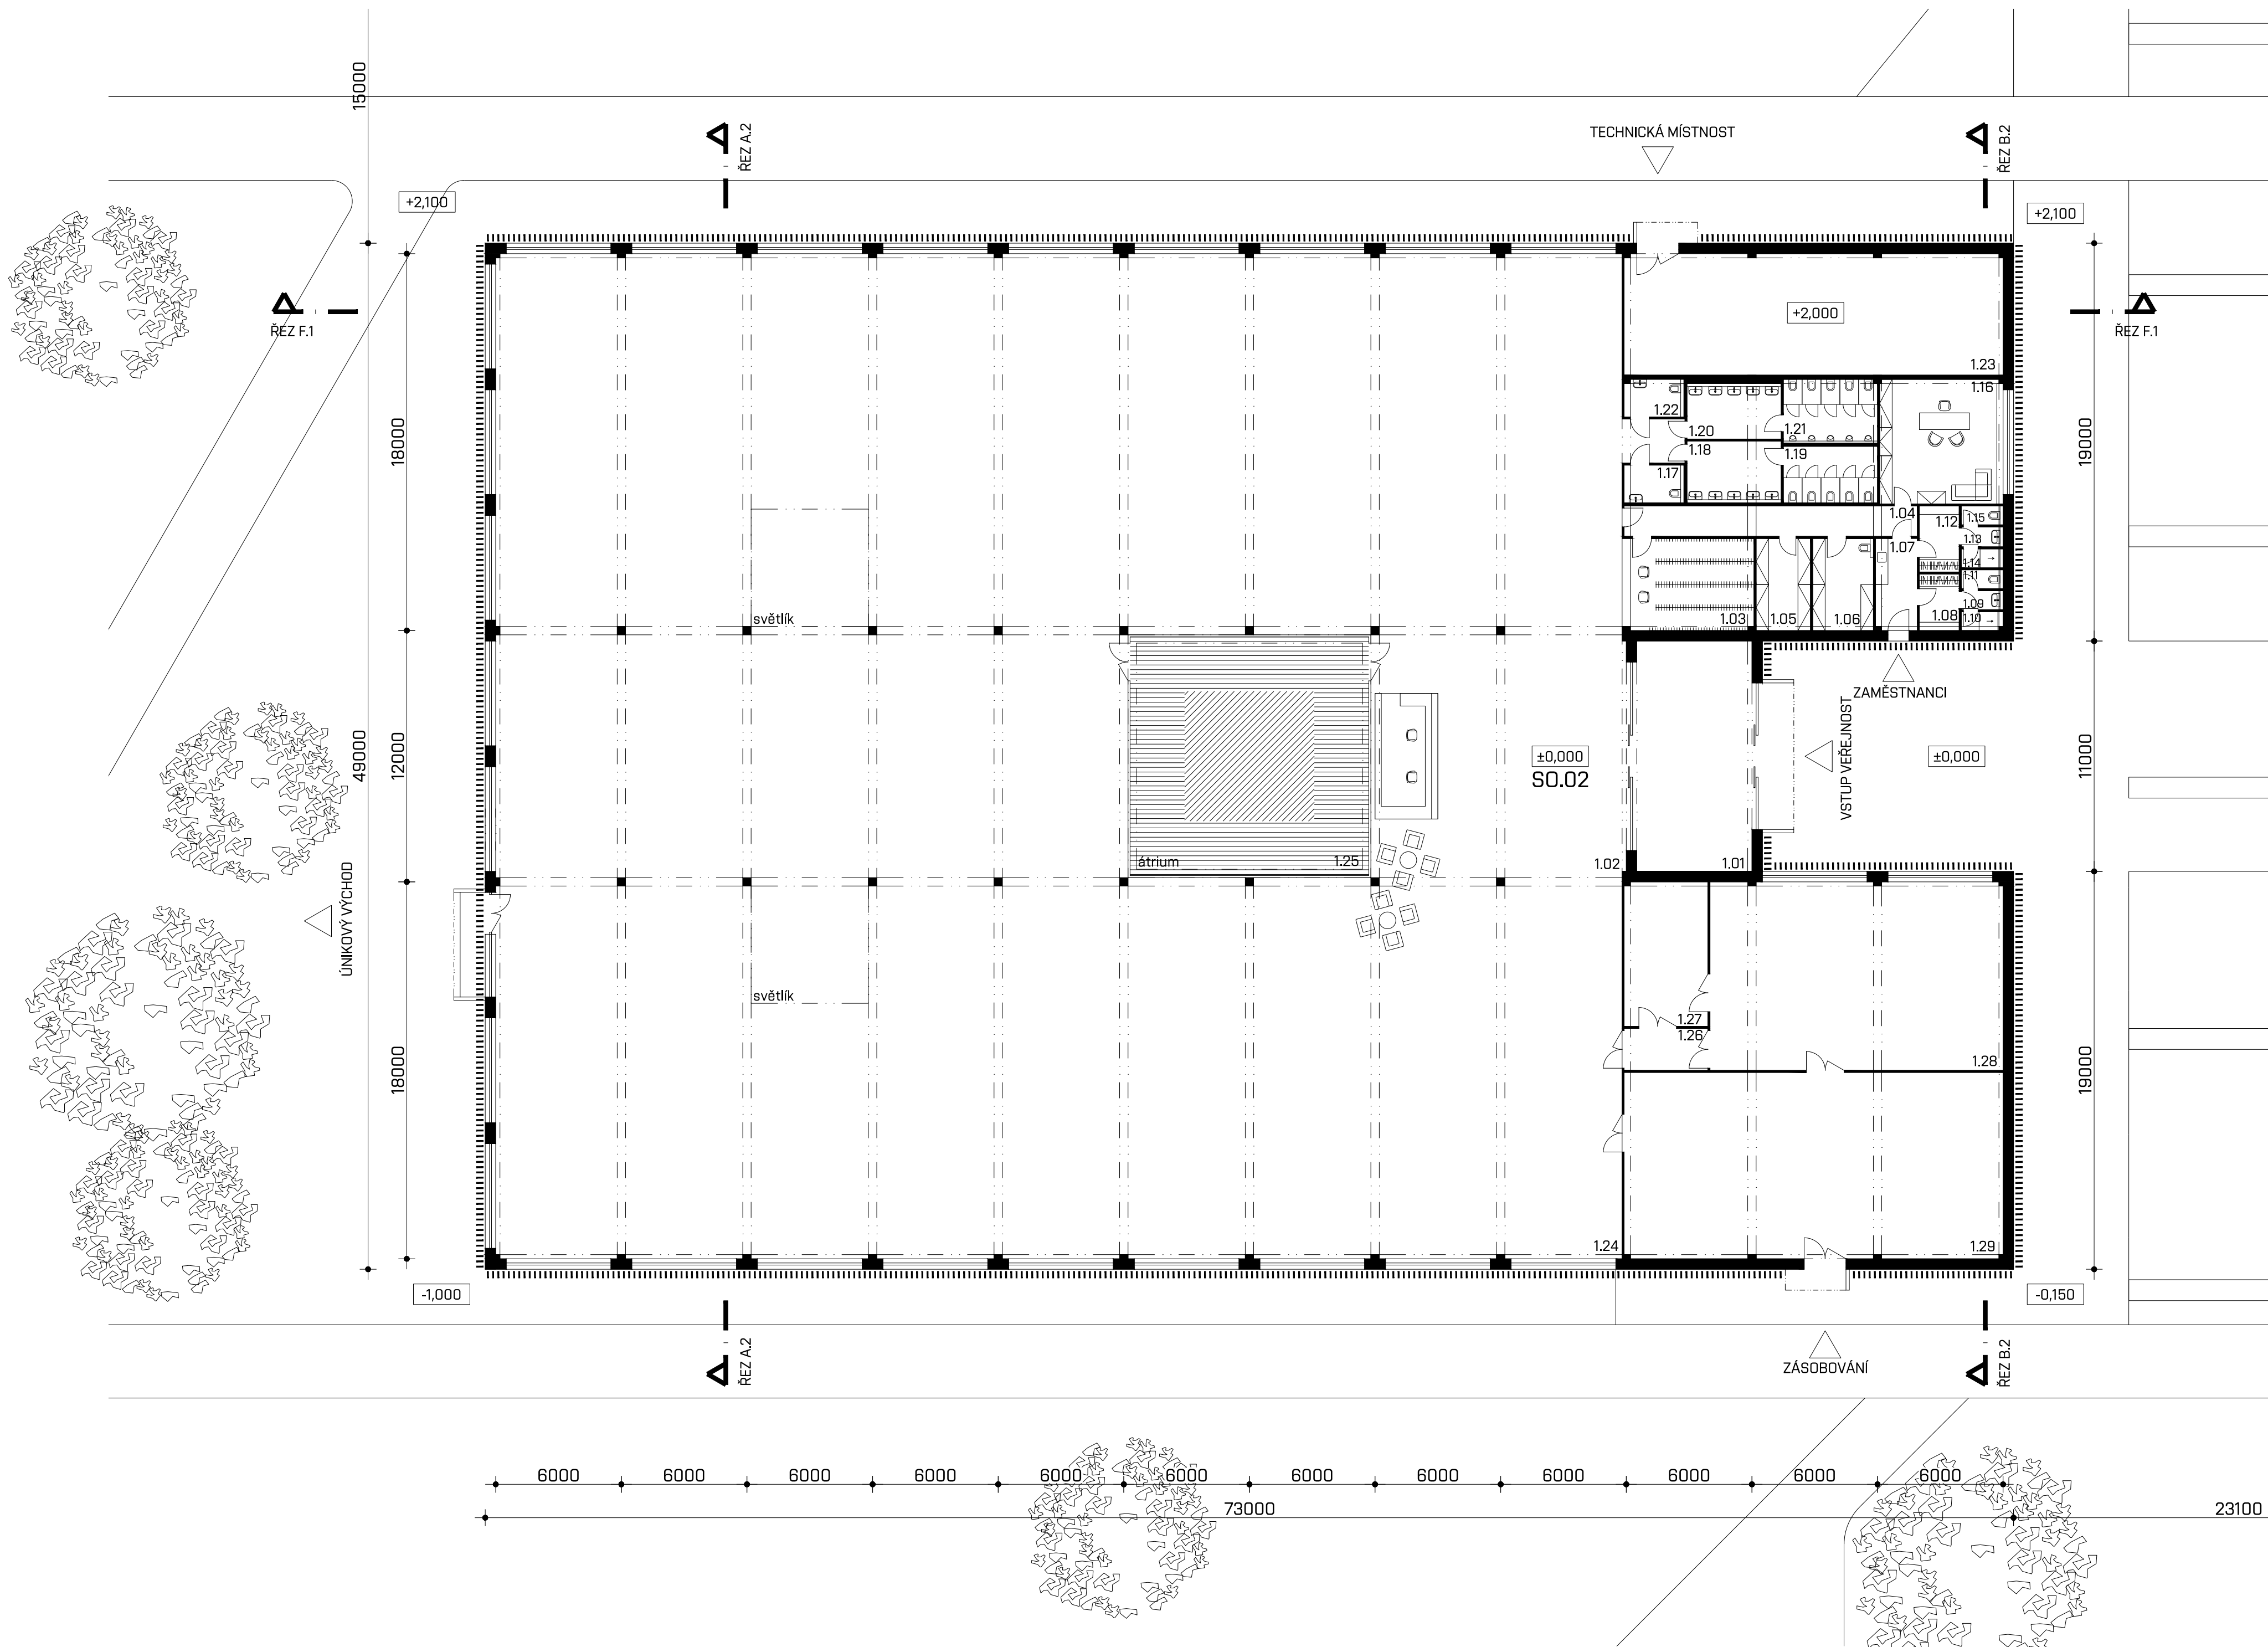 15000
ŘEZ A.2
TECHNICKÁ MÍSTNOST
ŘEZ B.2
+2,100
+2,100
ŘEZ F.1
+2,000
ŘEZ F.1
1.23
1.16
1.22
1.20
1.21
1.18
1.19
1.17
18000
19000
1.04
1.12
1.15
1.07
1.13
1.14
1.11
1.09
1.03
1.05
1.06
1.08
1.10
světlík
ZAMĚSTNANCI
VSTUP VEŘEJNOST
49000
12000
±0,000
SO.02
±0,000
11000
átrium
1.25
1.02
1.01
ÚNIKOVÝ VÝCHOD
světlík
1.27
1.26
1.28
18000
19000
1.24
1.29
-1,000
-0,150
ŘEZ A.2
ZÁSOBOVÁNÍ
ŘEZ B.2
6000 6000 6000 6000 6000 6000 6000 6000 6000 6000 6000 6000
73000
23100